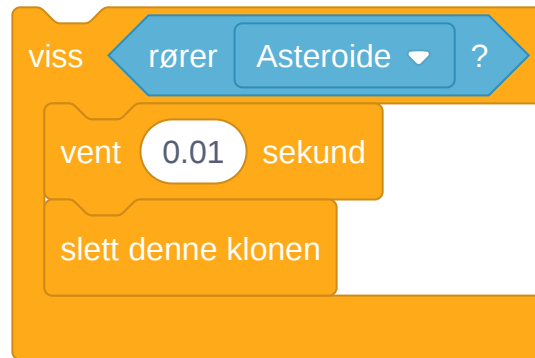 viss rører Asteroide ?
vent 0.01 sekund
slett denne klonen